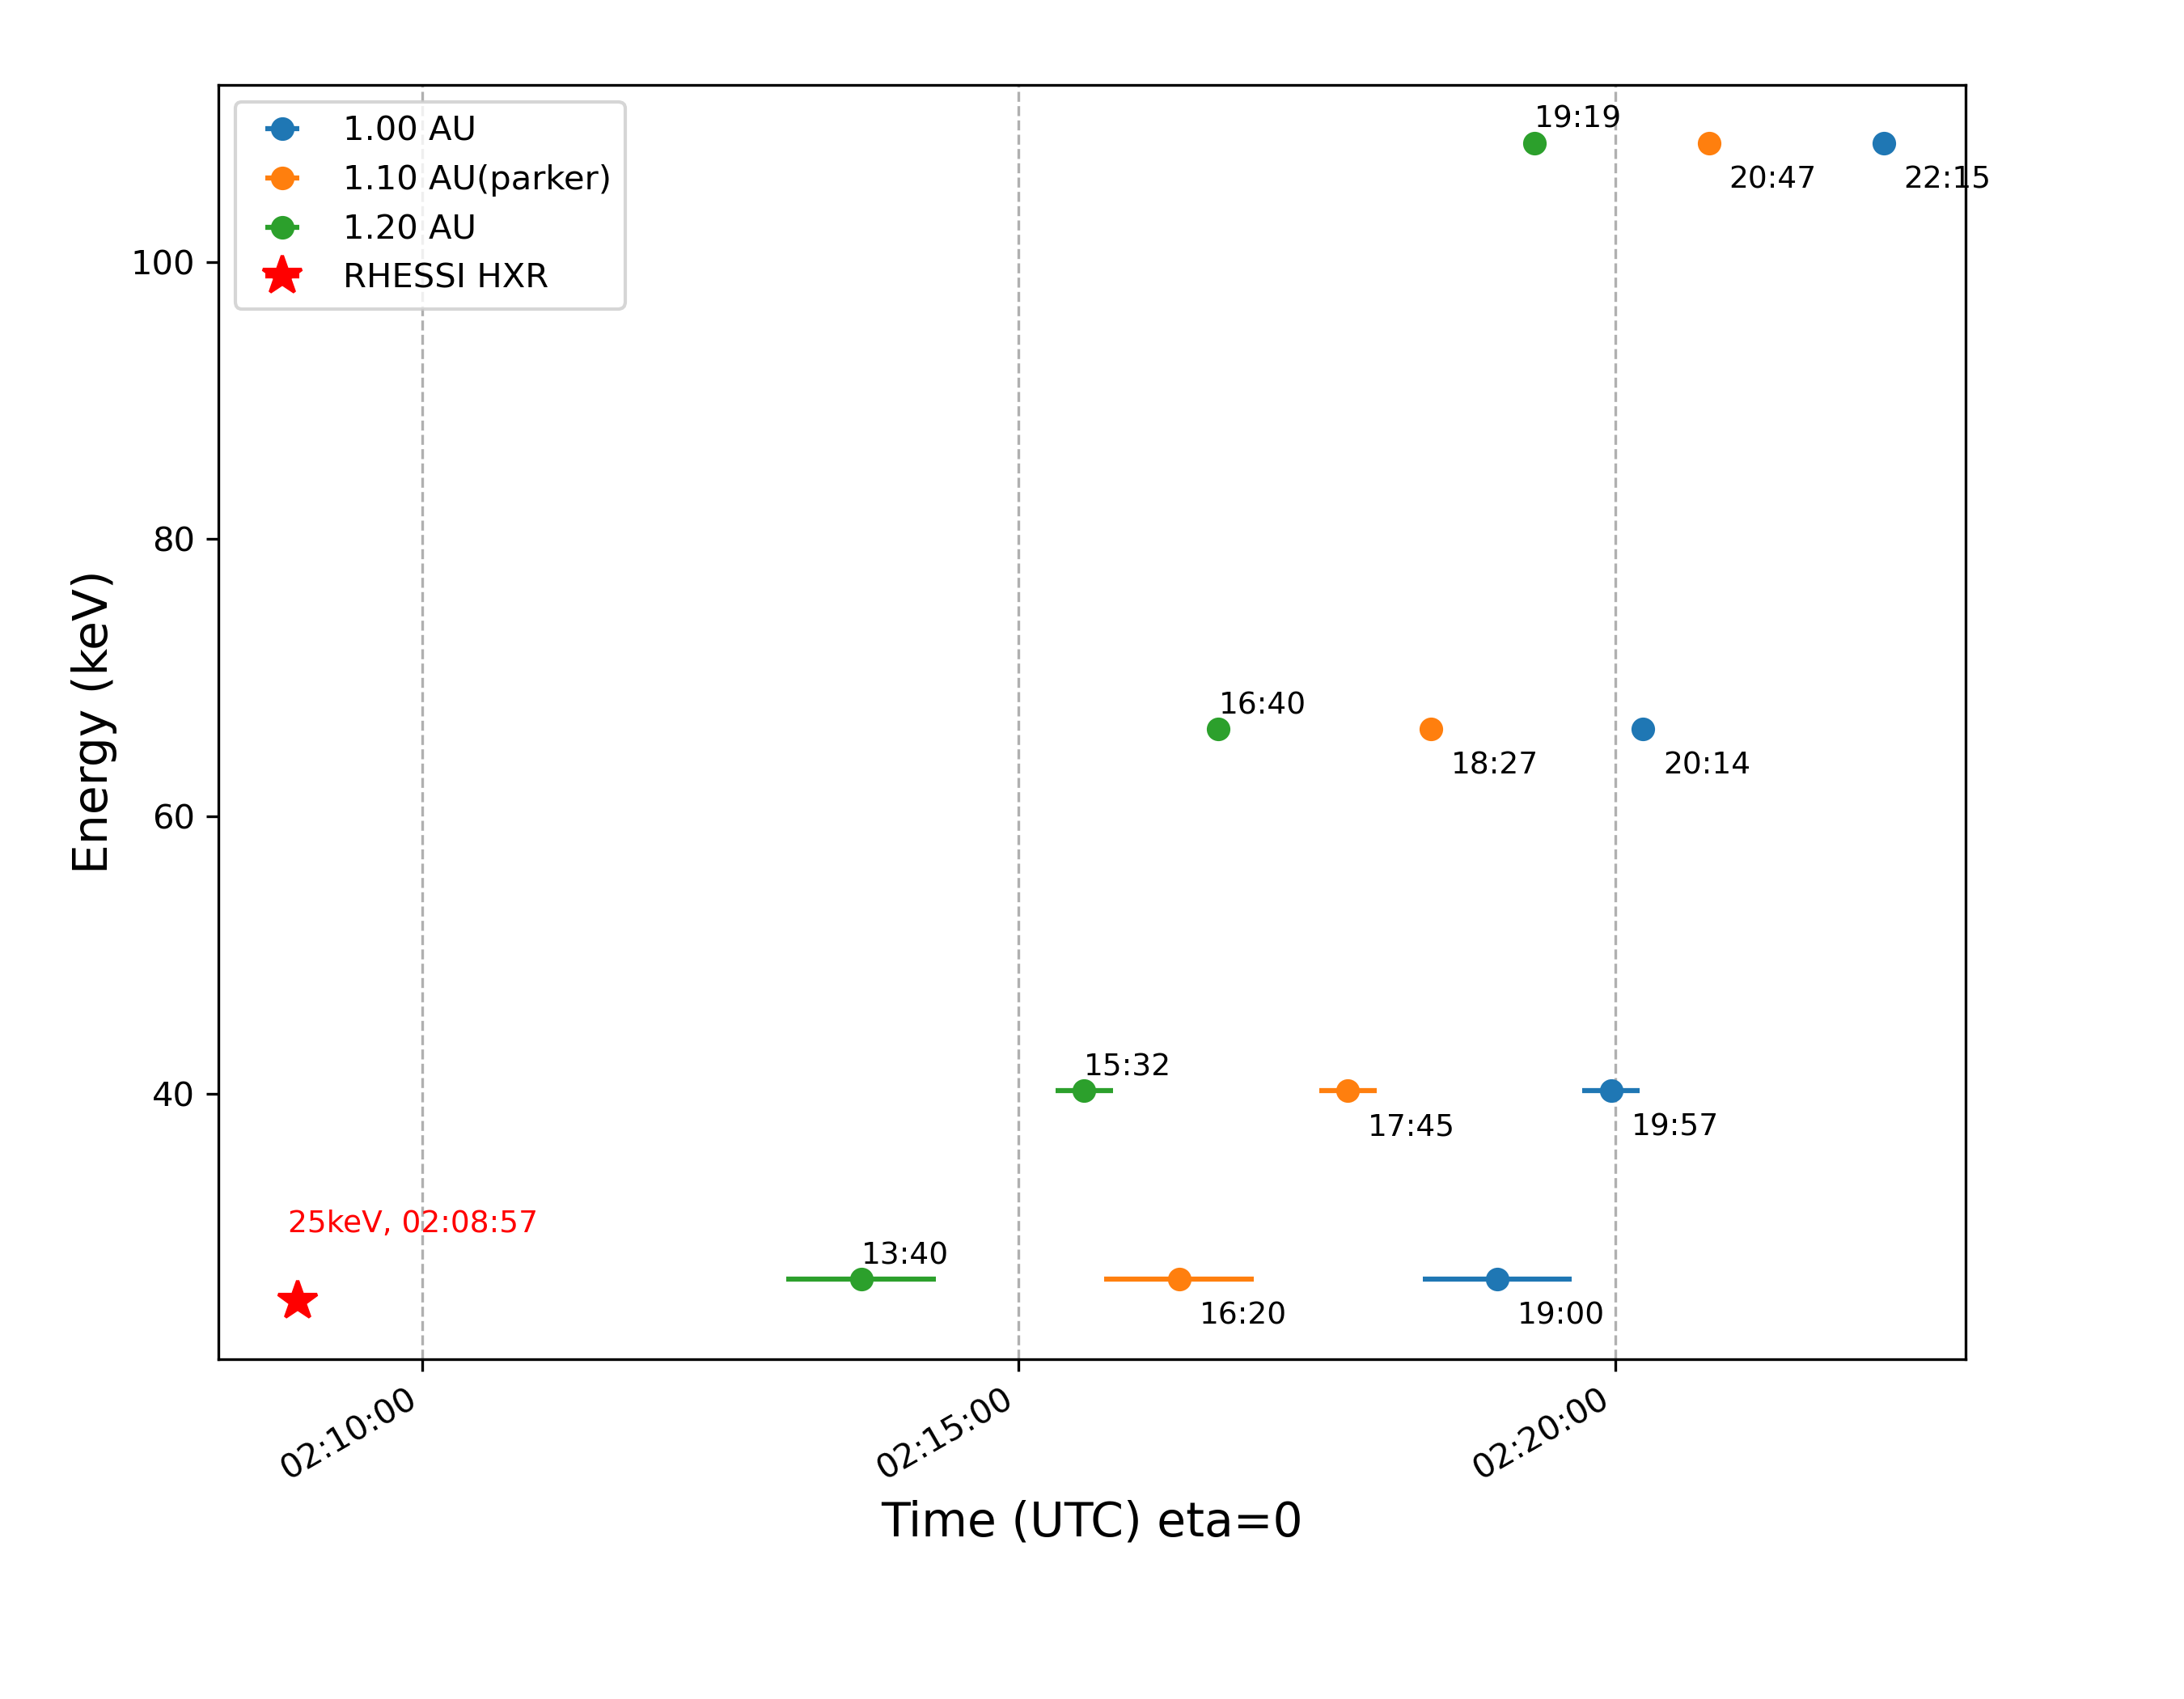 1.00 AU
1.10 AU(parker)
1.20 AU
RHESSI HXR
19:19
20:47
22:15
100
80
60
40
Energy (keV)
16:40
18:27
20:14
15:32
17:45
19:57
25keV, 02:08:57
13:40
16:20
19:00
02:10:00
02:15:00
02:20:00
Time (UTC) eta=0